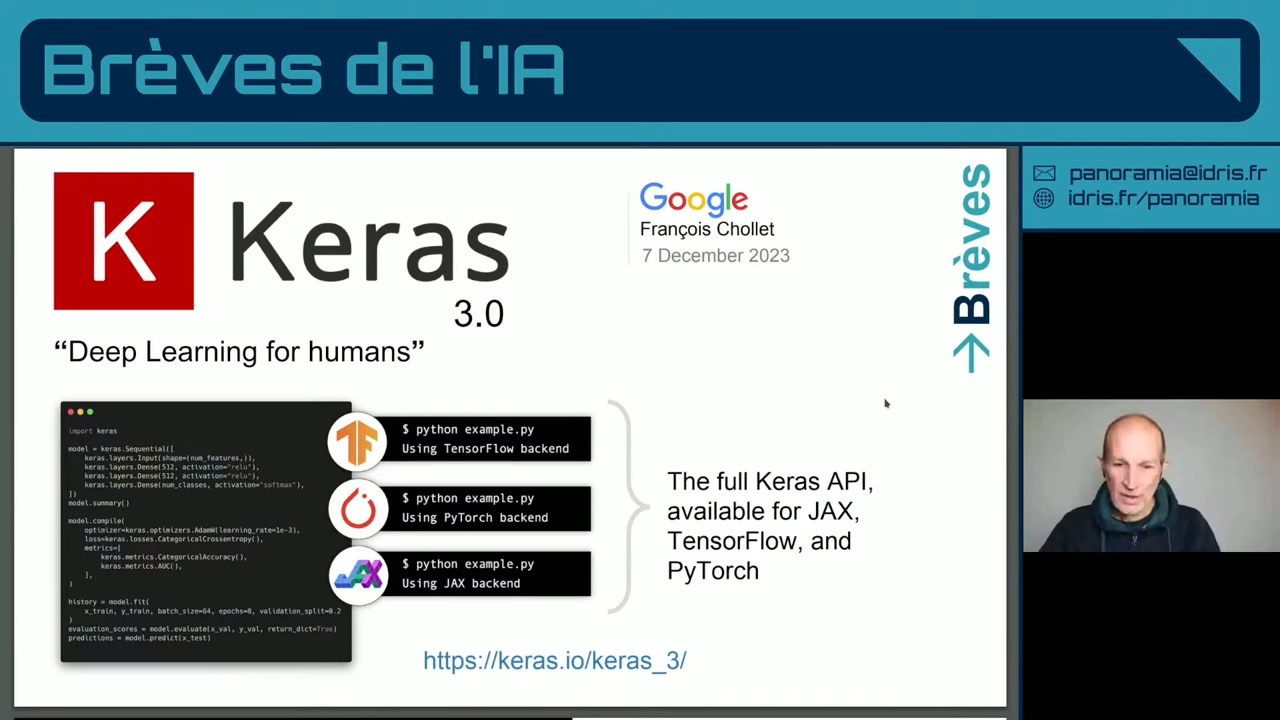 Brèves de l'IA
K Keras
3.0
“Deep Learning for humans”
Google
François Chollet
7 December 2023
→Brèves
panoramia@idris.fr
idris.fr/panoramia
import keras
model = keras.Sequential([
keras.layers.Input(shape=(num_features,)),
keras.layers.Dense(512, activation="relu"),
keras.layers.Dense(512, activation="relu"),
keras.layers.Dense(num_classes, activation="softmax"),
])
model.summary()
model.compile(
optimizer=keras.optimizers.AdamW(learning_rate=1e-3),
loss=keras.losses.CategoricalCrossentropy(),
metrics=[
keras.metrics.CategoricalAccuracy(),
keras.metrics.AUC(),
],
)
history = model.fit(
x_train, y_train, batch_size=64, epochs=8, validation_split=0.2
)
evaluation_scores = model.evaluate(x_val, y_val, return_dict=True)
predictions = model.predict(x_test)
TF
$ python example.py
Using TensorFlow backend
$ python example.py
Using PyTorch backend
JAX
$ python example.py
Using JAX backend
The full Keras API,
available for JAX,
TensorFlow, and
PyTorch
https://keras.io/keras_3/